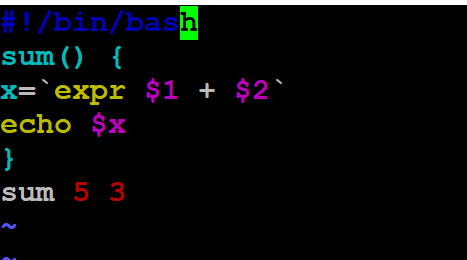 #!/bin/bash
sum() {
x=`expr $1 + $2`
echo $x
}
sum 5 3
~
~